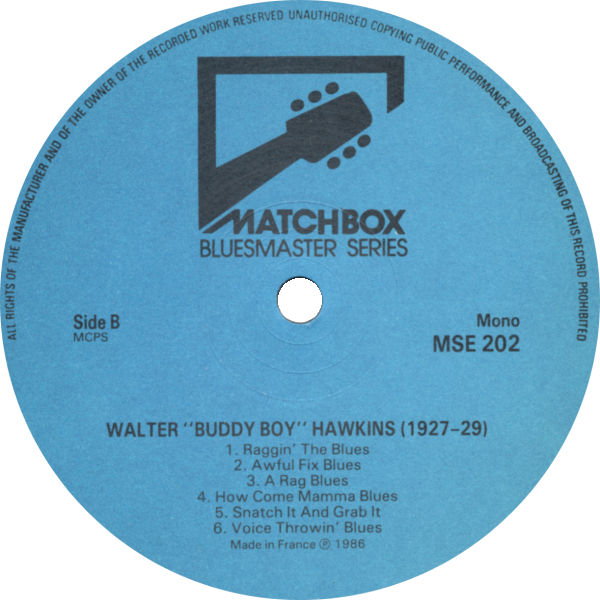 ALL RIGHTS OF THE MANUFACTURER AND OF THE OWNER OF THE RECORDED WORK RESERVED UNAUTHORISED COPYING PUBLIC PERFORMANCE AND BROADCASTING OF THIS RECORD PROHIBITED
MATCHBOX
BLUESMASTER SERIES
Side B
MCPS
Mono
MSE 202
WALTER "BUDDY BOY" HAWKINS (1927-29)
1. Raggin' The Blues
2. Awful Fix Blues
3. A Rag Blues
4. How Come Mamma Blues
5. Snatch It And Grab It
6. Voice Throwin' Blues
Made in France ℗ 1986